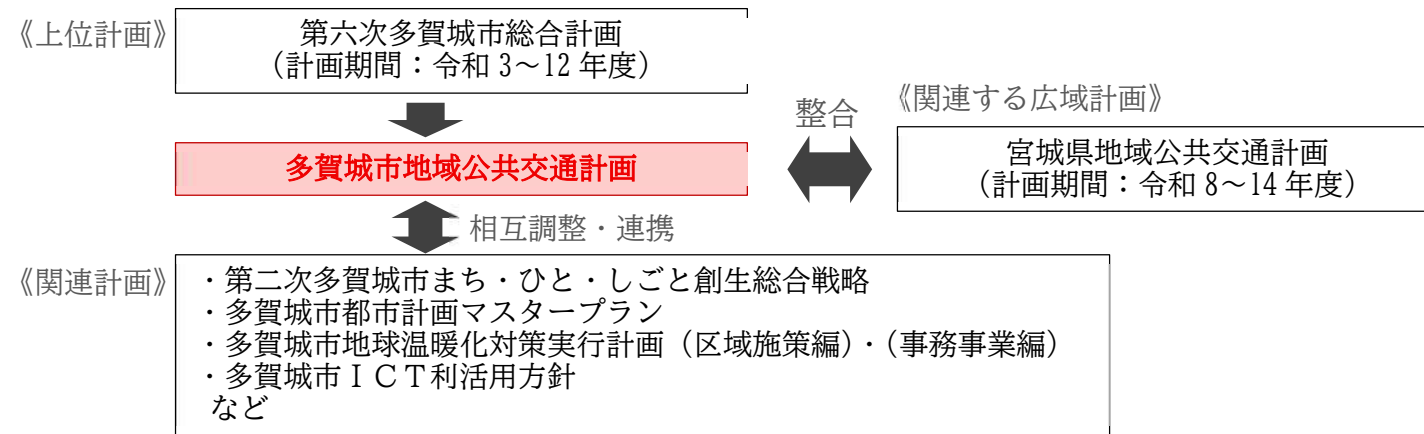 《上位計画》
第六次多賀城市総合計画
(計画期間：令和 3～12 年度)
整合
《関連する広域計画》
多賀城市地域公共交通計画
宮城県地域公共交通計画
(計画期間：令和 8～14 年度)
相互調整・連携
《関連計画》
・第二次多賀城市まち・ひと・しごと創生総合戦略
・多賀城市都市計画マスタープラン
・多賀城市地球温暖化対策実行計画（区域施策編）・（事務事業編）
・多賀城市ＩＣＴ利活用方針
など